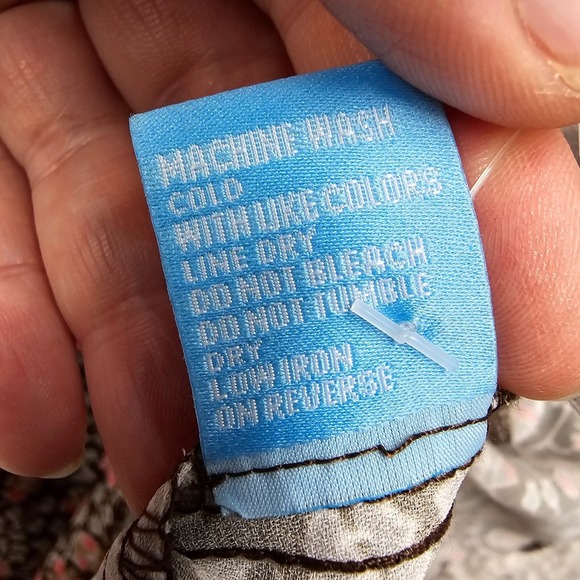 MACHINE WASH
COLD
WITH LIKE COLORS
LINE DRY
DO NOT BLEACH
DO NOT TUMBLE
DRY
LOW IRON
ON REVERSE